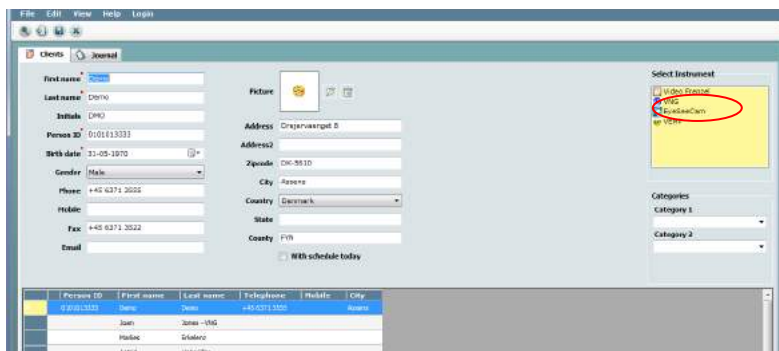 File Edit View Help Login
Clients Journal
First name Demo
Last name Demo
Initials DMO
Person ID 0101013333
Birth date 31-05-1970
Gender Male
Phone +45 6371 3555
Mobile
Fax +45 6371 3522
Email
Picture
Address Drejervaenget 8
Address2
Zipcode DK-5610
City Assens
Country Denmark
State
County FYN
With schedule today
Select Instrument
Video Frenzel
VNG
EyeSeeCam
VEMP
Categories
Category 1
Category 2
Person ID First name Last name Telephone Mobile City
0101013333 Demo Demo +45 6371 3555 Assens
Joen Jones -VNG